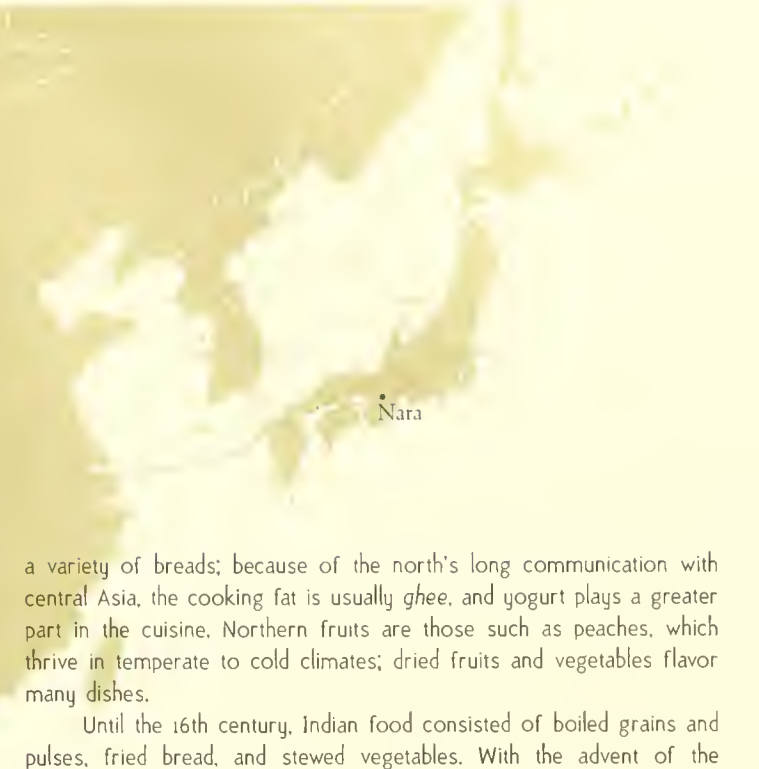 Nara
a variety of breads; because of the north's long communication with
central Asia, the cooking fat is usually ghee, and yogurt plays a greater
part in the cuisine. Northern fruits are those such as peaches, which
thrive in temperate to cold climates; dried fruits and vegetables flavor
many dishes.
Until the 16th century, Indian food consisted of boiled grains and
pulses, fried bread, and stewed vegetables. With the advent of the